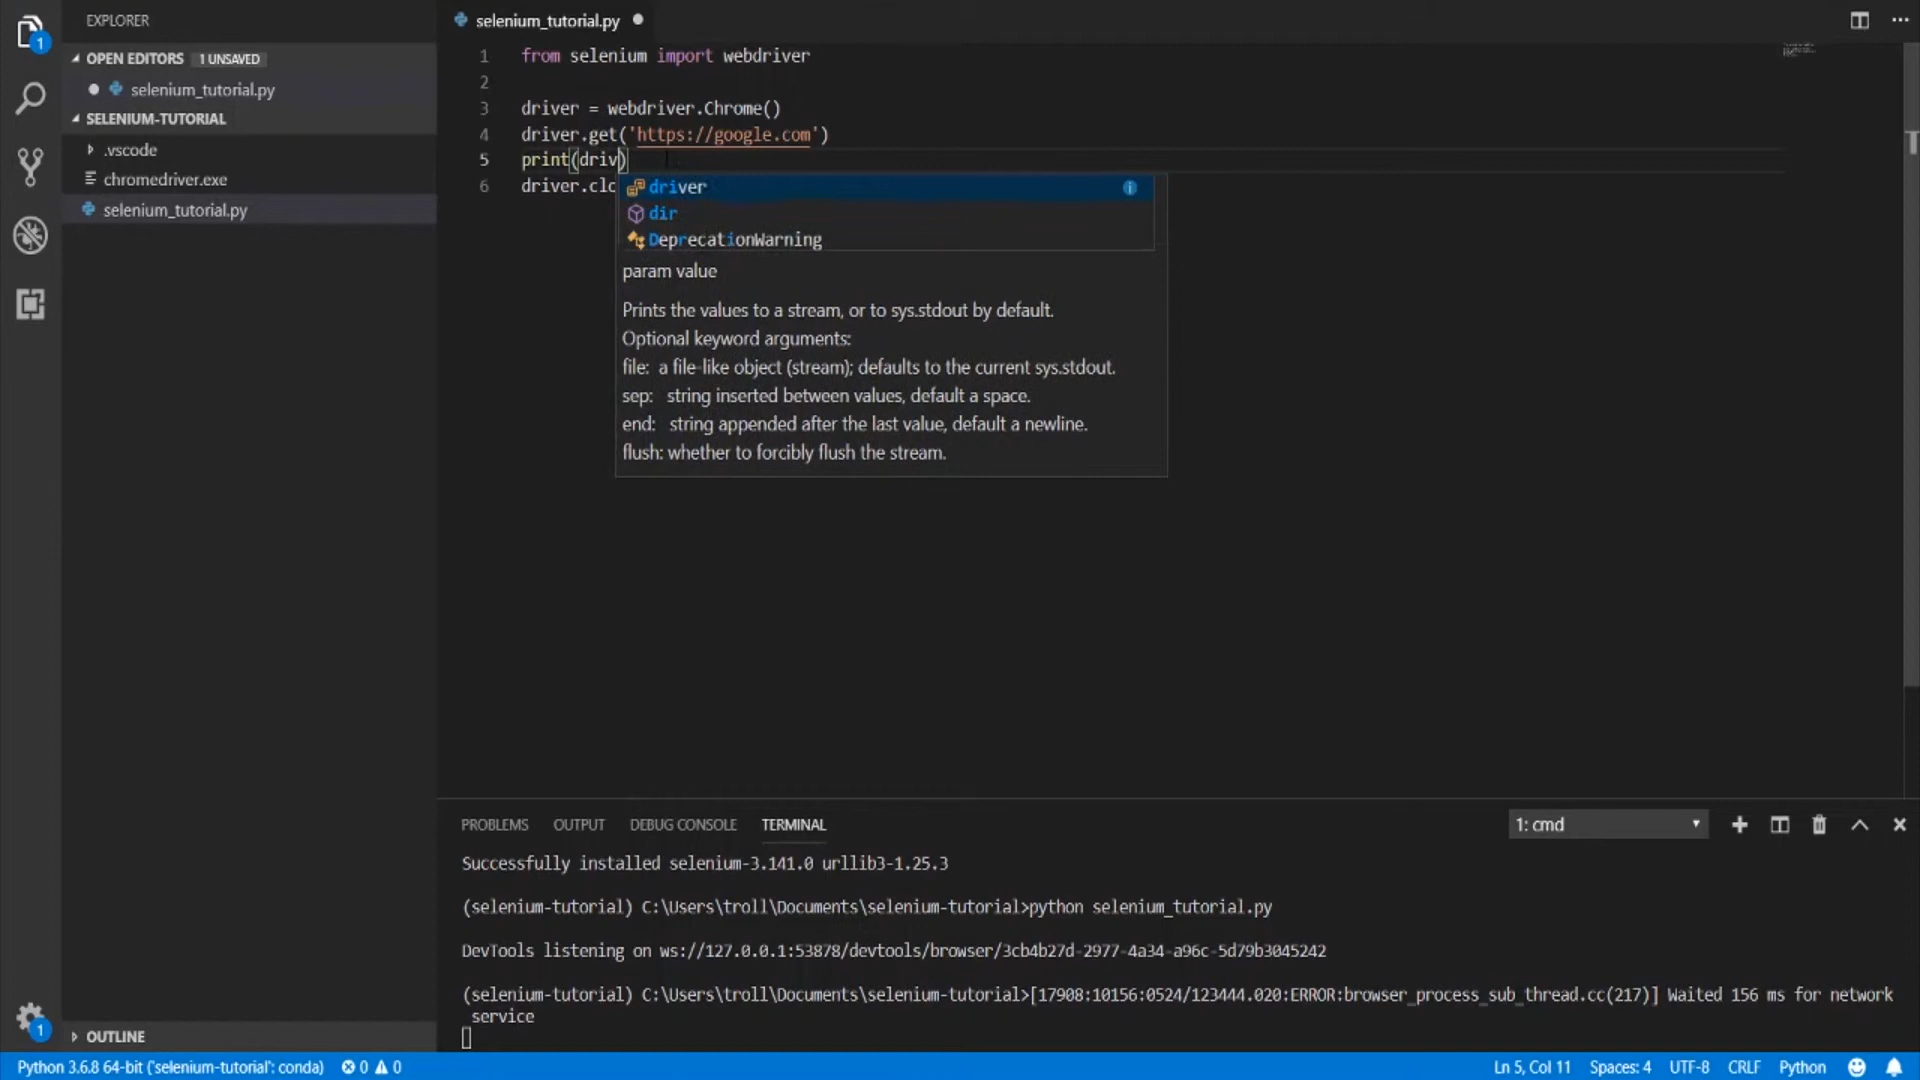 EXPLORER
OPEN EDITORS 1 UNSAVED
selenium_tutorial.py
SELENIUM-TUTORIAL
.vscode
chromedriver.exe
selenium_tutorial.py
OUTLINE
1
1
selenium_tutorial.py
1 from selenium import webdriver
2
3 driver = webdriver.Chrome()
4 driver.get('https://google.com')
5 print(driv)
6 driver.clo
driver
dir
DeprecationWarning
param value
Prints the values to a stream, or to sys.stdout by default.
Optional keyword arguments:
file: a file-like object (stream); defaults to the current sys.stdout.
sep: string inserted between values, default a space.
end: string appended after the last value, default a newline.
flush: whether to forcibly flush the stream.
PROBLEMS OUTPUT DEBUG CONSOLE TERMINAL 1: cmd
Successfully installed selenium-3.141.0 urllib3-1.25.3
(selenium-tutorial) C:\Users\troll\Documents\selenium-tutorial>python selenium_tutorial.py
DevTools listening on ws://127.0.0.1:53878/devtools/browser/3cb4b27d-2977-4a34-a96c-5d79b3045242
(selenium-tutorial) C:\Users\troll\Documents\selenium-tutorial>[17908:10156:0524/123444.020:ERROR:browser_process_sub_thread.cc(217)] Waited 156 ms for network
service
Python 3.6.8 64-bit ('selenium-tutorial': conda) 0 0 Ln 5, Col 11 Spaces: 4 UTF-8 CRLF Python